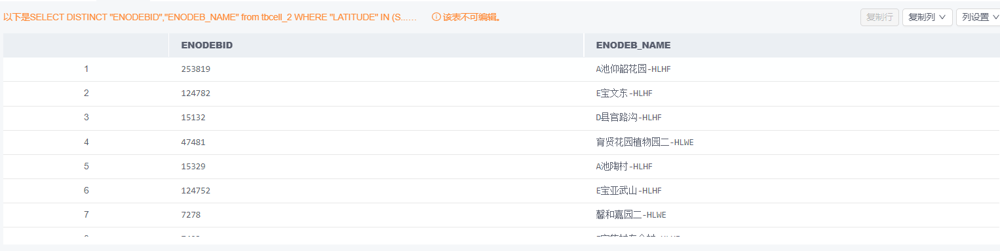 以下是SELECT DISTINCT "ENODEBID","ENODEB_NAME" from tbcell_2 WHERE "LATITUDE" IN (S...... 该表不可编辑。 复制行 复制列 列设置
ENODEBID ENODEB_NAME
1 253819 A池仰韶花园-HLHF
2 124782 E宝文东-HLHF
3 15132 D县官路沟-HLHF
4 47481 育贤花园植物园二-HLWE
5 15329 A池陶村-HLHF
6 124752 E宝亚武山-HLHF
7 7278 馨和嘉园二-HLWE